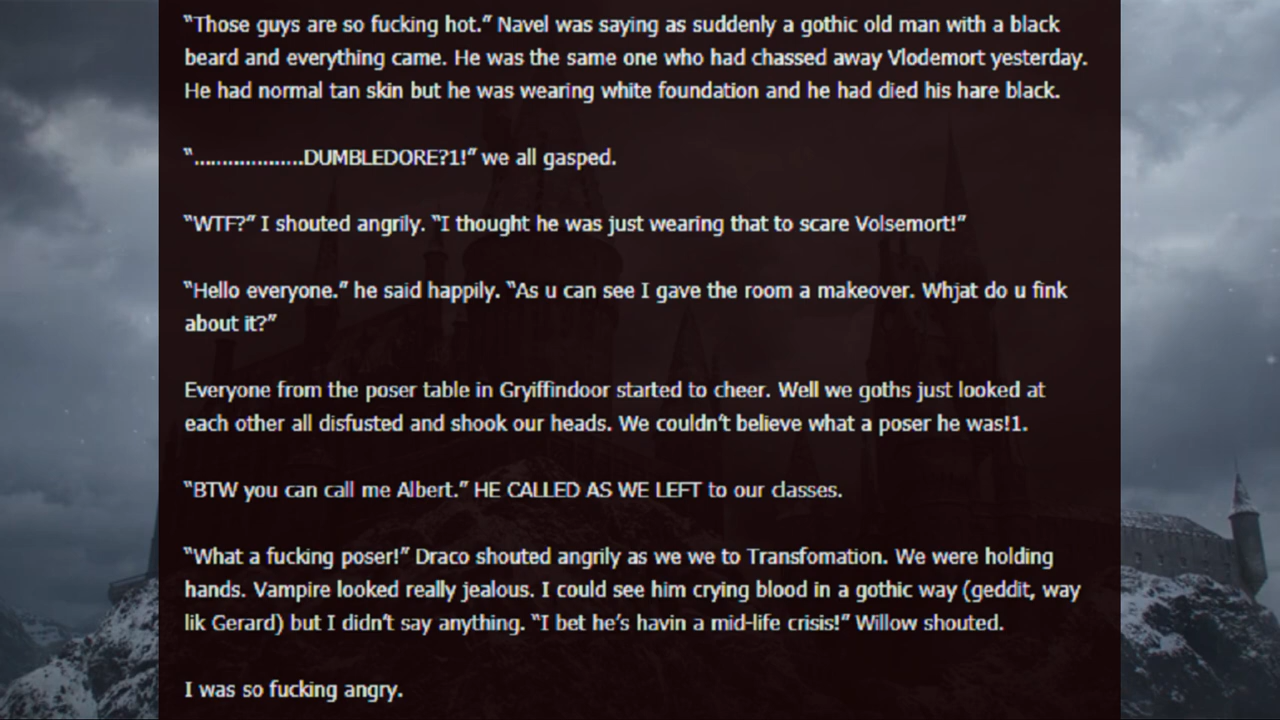 “Those guys are so fucking hot.” Navel was saying as suddenly a gothic old man with a black
beard and everything came. He was the same one who had chassed away Vlodemort yesterday.
He had normal tan skin but he was wearing white foundation and he had died his hare black.
“...................DUMBLEDORE?1!” we all gasped.
“WTF?” I shouted angrily. “I thought he was just wearing that to scare Volsemort!”
“Hello everyone.” he said happily. “As u can see I gave the room a makeover. Whjat do u fink
about it?”
Everyone from the poser table in Gryiffindoor started to cheer. Well we goths just looked at
each other all disfusted and shook our heads. We couldn’t believe what a poser he was!1.
“BTW you can call me Albert.” HE CALLED AS WE LEFT to our classes.
“What a fucking poser!” Draco shouted angrily as we we to Transfomation. We were holding
hands. Vampire looked really jealous. I could see him crying blood in a gothic way (geddit, way
lik Gerard) but I didn’t say anything. “I bet he’s havin a mid-life crisis!” Willow shouted.
I was so fucking angry.